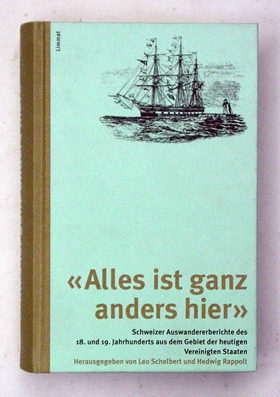 Limmat
«Alles ist ganz
anders hier»
Schweizer Auswandererberichte des
18. und 19. Jahrhunderts aus dem Gebiet der heutigen
Vereinigten Staaten
Herausgegeben von Leo Schelbert und Hedwig Rappolt